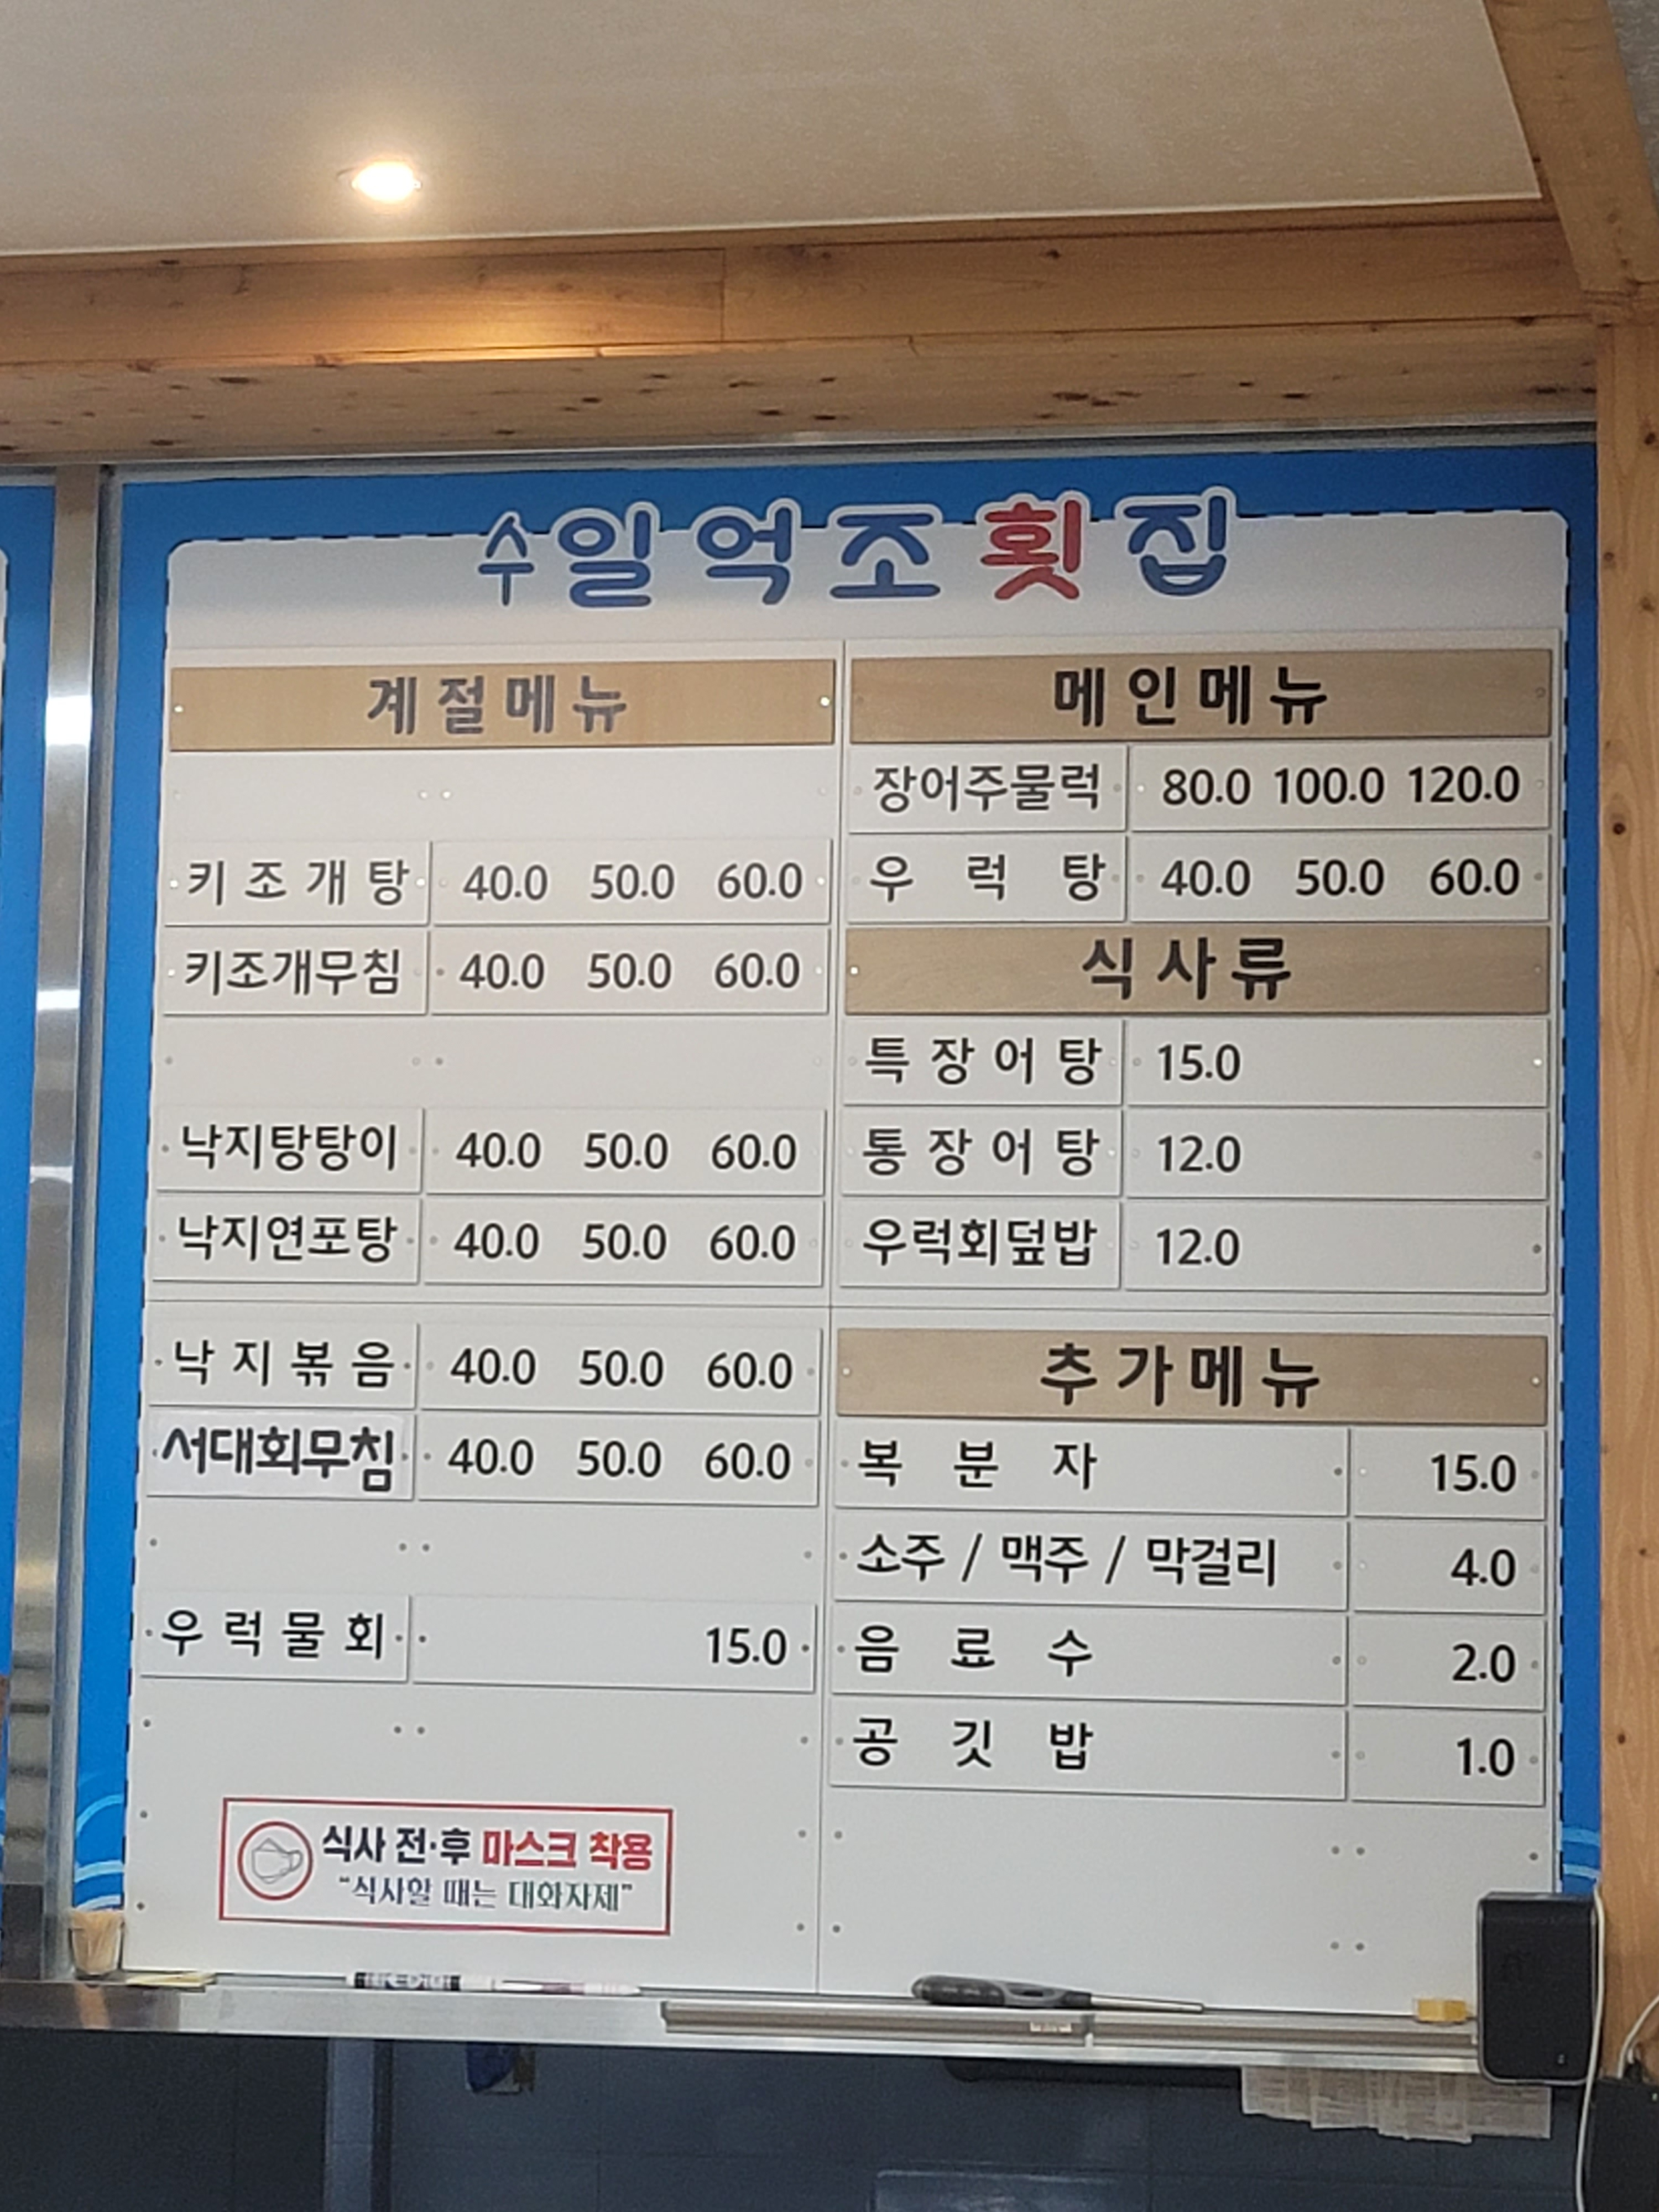 수일억조횟집
계절메뉴
키조개탕 40.0 50.0 60.0
키조개무침 40.0 50.0 60.0
낙지탕탕이 40.0 50.0 60.0
낙지연포탕 40.0 50.0 60.0
낙지볶음 40.0 50.0 60.0
서대회무침 40.0 50.0 60.0
우럭물회 15.0
식사 전·후 마스크 착용
"식사할 때는 대화자제"
메인메뉴
장어주물럭 80.0 100.0 120.0
우럭탕 40.0 50.0 60.0
식사류
특장어탕 15.0
통장어탕 12.0
우럭회덮밥 12.0
추가메뉴
복분자 15.0
소주 / 맥주 / 막걸리 4.0
음료수 2.0
공깃밥 1.0